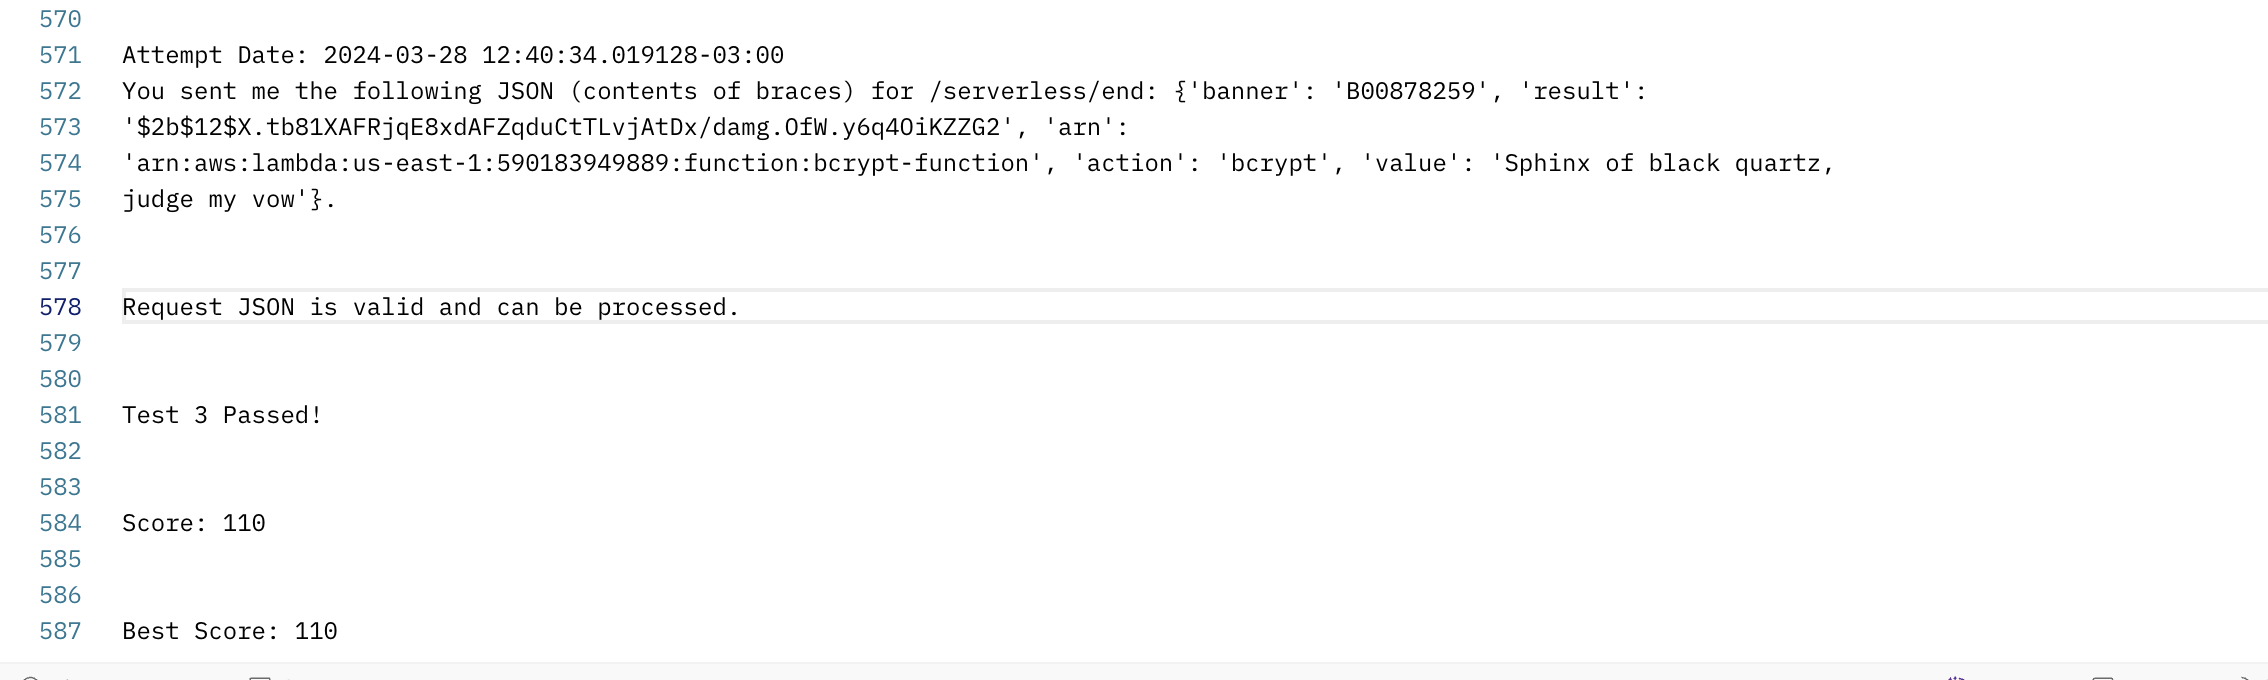 570
571 Attempt Date: 2024-03-28 12:40:34.019128-03:00
572 You sent me the following JSON (contents of braces) for /serverless/end: {'banner': 'B00878259', 'result':
573 '$2b$12$X.tb81XAFRjqE8xdAFZqduCtTLvjAtDx/damg.OfW.y6q4OiKZZG2', 'arn':
574 'arn:aws:lambda:us-east-1:590183949889:function:bcrypt-function', 'action': 'bcrypt', 'value': 'Sphinx of black quartz,
575 judge my vow'}.
576
577
578 Request JSON is valid and can be processed.
579
580
581 Test 3 Passed!
582
583
584 Score: 110
585
586
587 Best Score: 110